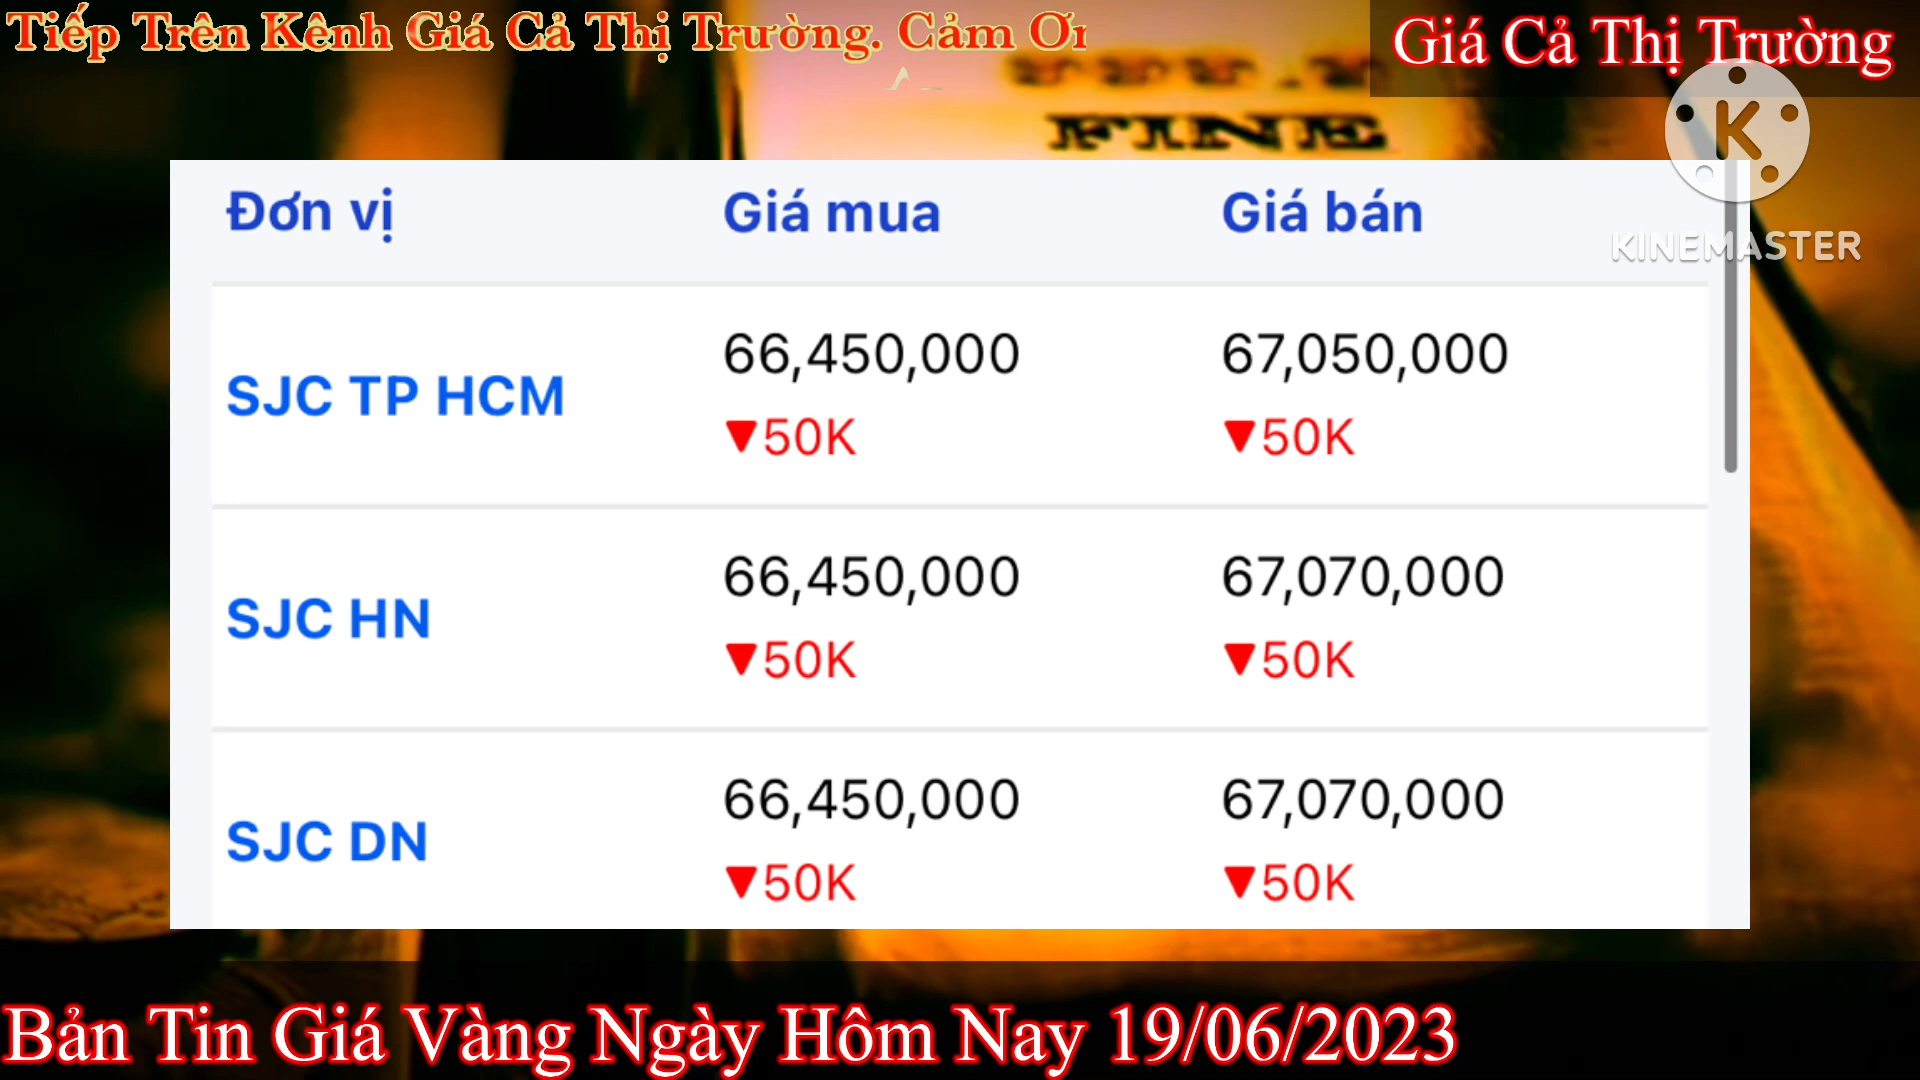 Tiếp Trên Kênh Giá Cả Thị Trường. Cảm Ơn
Giá Cả Thị Trường
FINE
K
KINEMASTER
Đơn vị Giá mua Giá bán
SJC TP HCM 66,450,000 67,050,000
▼50K ▼50K
SJC HN 66,450,000 67,070,000
▼50K ▼50K
SJC DN 66,450,000 67,070,000
▼50K ▼50K
Bản Tin Giá Vàng Ngày Hôm Nay 19/06/2023